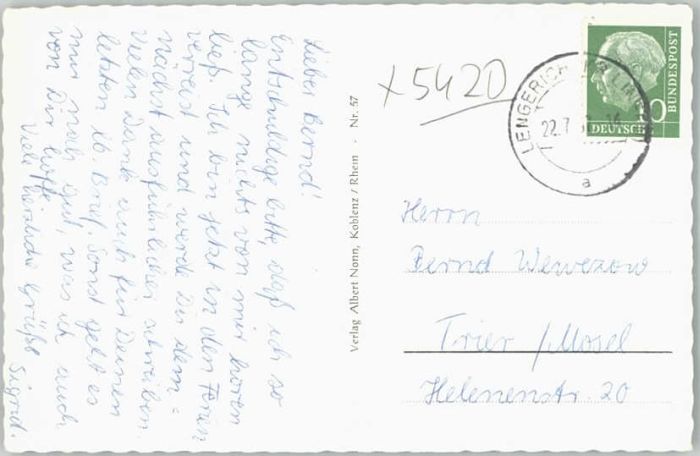 Lieber Bernd!
Entschuldige bitte, daß ich so
lange nichts von mir hören
ließ. Ich bin jetzt in den Ferien
verreist und werde Dir dem=
nächst ausführlicher schreiben.
Vielen Dank auch für Deinen
letzten lb. Brief. Sonst geht es
mir noch gut, was ich auch
von Dir hoffe.
Viele herzliche Grüße
Sigrid.
Verlag Albert Nonn, Koblenz / Rhein - Nr. 57
x5420
LENGERICH
22.7.
a
10
DEUTSCHE
BUNDESPOST
Herrn
Bernd Wewezow
Trier / Mosel
Helenenstr. 20